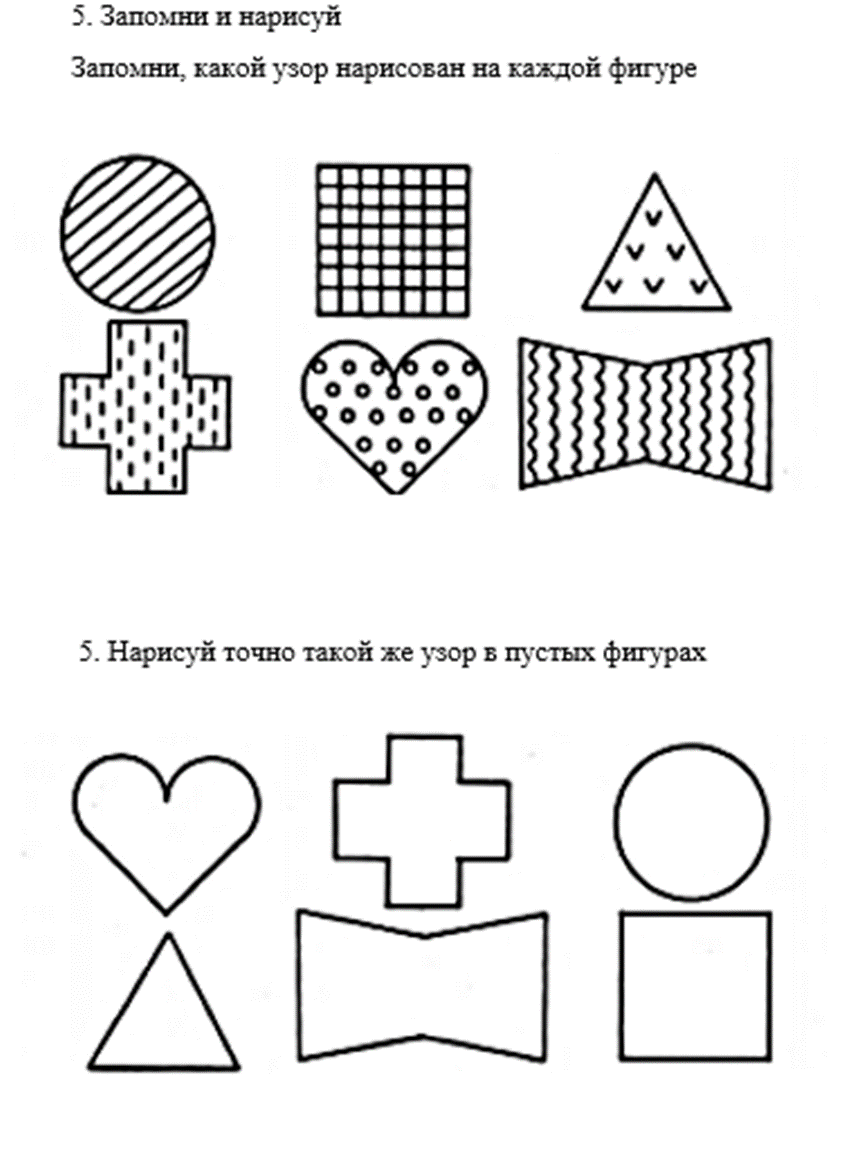 5. Запомни и нарисуй
Запомни, какой узор нарисован на каждой фигуре
5. Нарисуй точно такой же узор в пустых фигурах